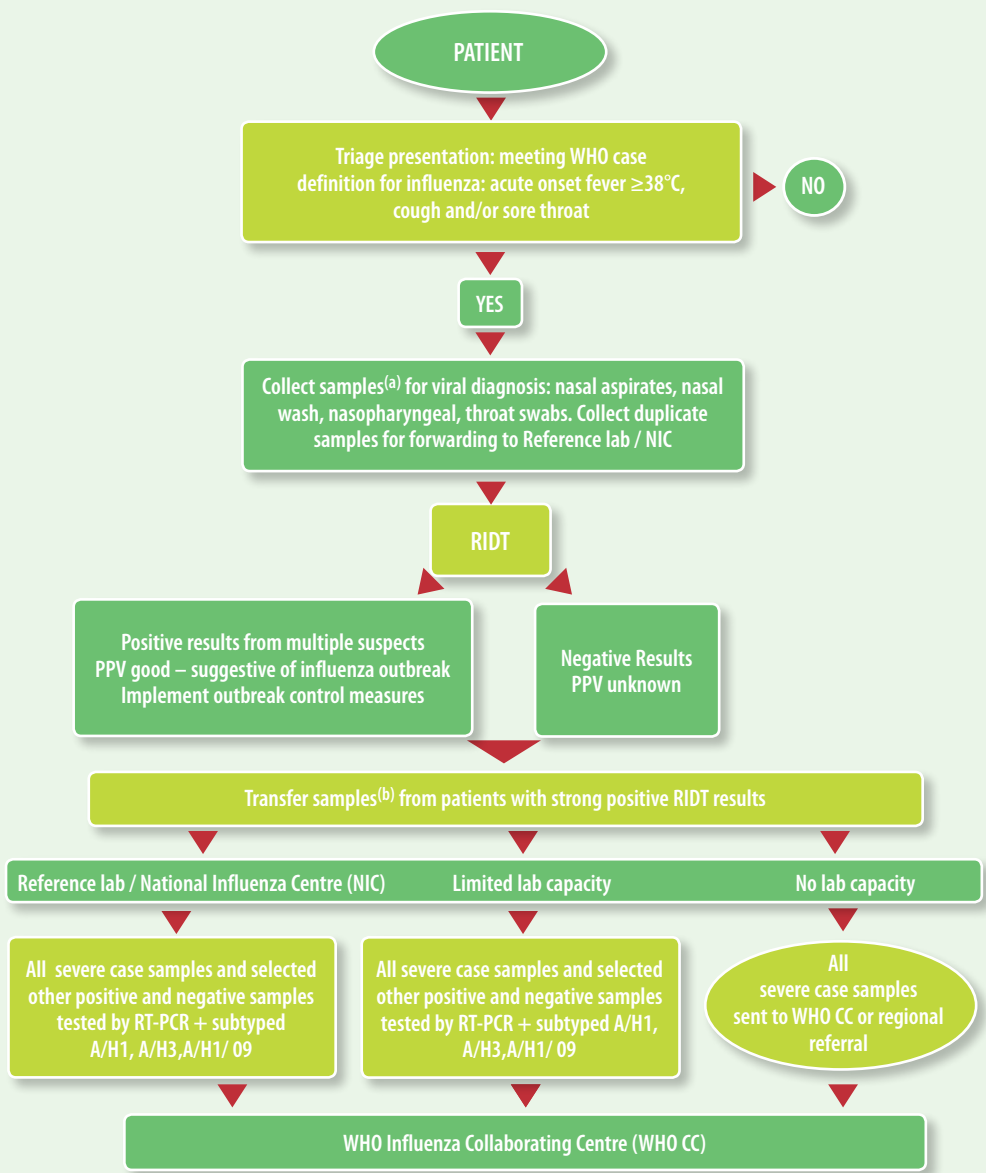 PATIENT
Triage presentation: meeting WHO case
definition for influenza: acute onset fever ≥38°C,
cough and/or sore throat
NO
YES
Collect samples(a) for viral diagnosis: nasal aspirates, nasal
wash, nasopharyngeal, throat swabs. Collect duplicate
samples for forwarding to Reference lab / NIC
RIDT
Positive results from multiple suspects
PPV good – suggestive of influenza outbreak
Implement outbreak control measures
Negative Results
PPV unknown
Transfer samples(b) from patients with strong positive RIDT results
Reference lab / National Influenza Centre (NIC)
Limited lab capacity
No lab capacity
All severe case samples and selected
other positive and negative samples
tested by RT-PCR + subtyped
A/H1, A/H3,A/H1/ 09
All severe case samples and selected
other positive and negative samples
tested by RT-PCR + subtyped A/H1,
A/H3,A/H1/ 09
All
severe case samples
sent to WHO CC or regional
referral
WHO Influenza Collaborating Centre (WHO CC)